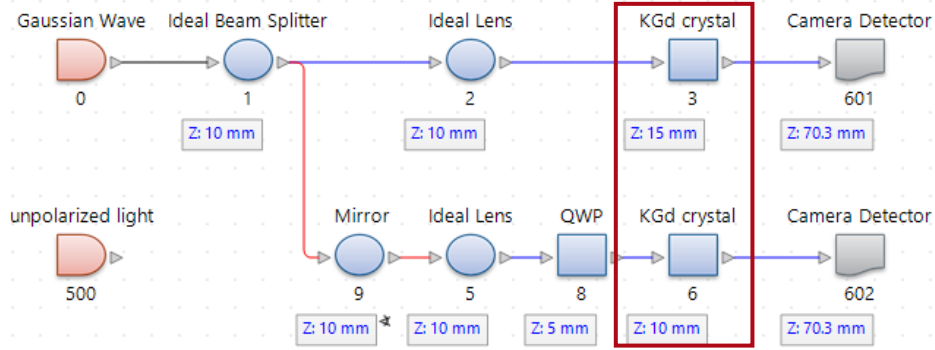 Gaussian Wave Ideal Beam Splitter Ideal Lens KGd crystal Camera Detector
0 1 2 3 601
Z: 10 mm Z: 10 mm Z: 15 mm Z: 70.3 mm
unpolarized light Mirror Ideal Lens QWP KGd crystal Camera Detector
500 9 5 8 6 602
Z: 10 mm Z: 10 mm Z: 5 mm Z: 10 mm Z: 70.3 mm